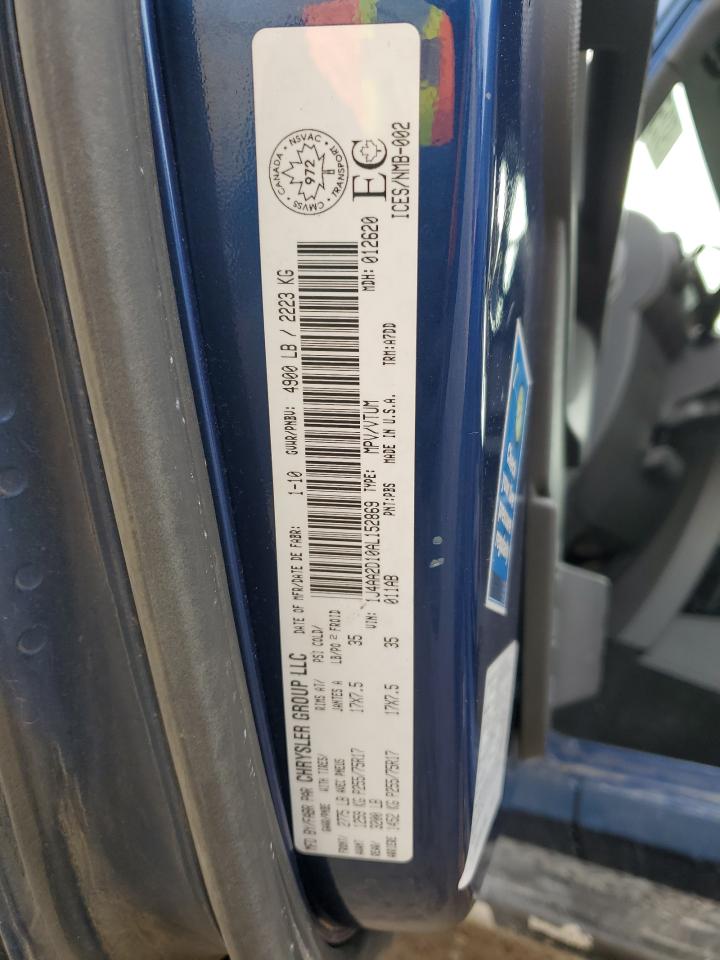 MFD BY/FABR PAR CHRYSLER GROUP LLC DATE OF MFR/DATE DE FABR: 1-10 GVWR/PNBV: 4900 LB / 2223 KG
GAWR/PNBE WITH TIRES/ RIMS AT/ PSI COLD/
AVEC PNEUS JANTES A LB/PO2 FROID
FRONT/ 2775 LB
AVANT 1259 KG P255/75R17 17X7.5 35
REAR/ 3200 LB
ARRIERE 1452 KG P255/75R17 17X7.5 35
VIN: 1J4AA2D10AL152869 TYPE: MPV/VTUM MDH: 012620
011AB PNT:PBS MADE IN U.S.A. TRM:A7DD
CANADA NSVAC
972
CMVSS TRANSPORT
EC
ICES/NMB-002